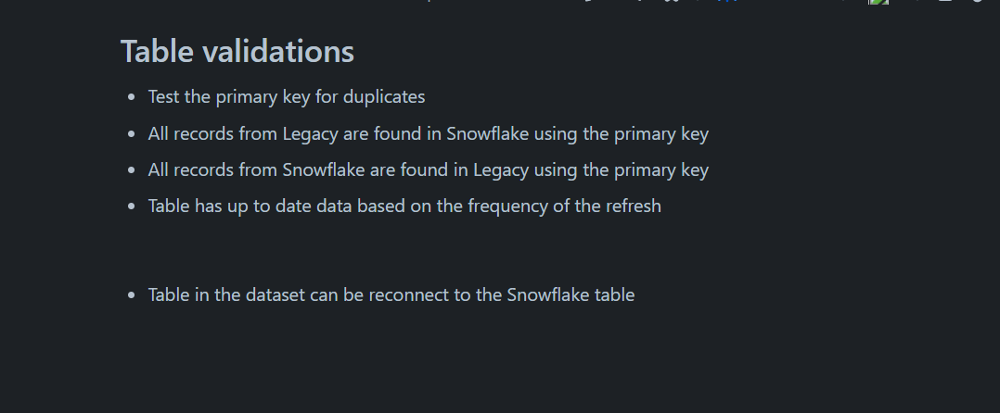 Table validations
Test the primary key for duplicates
All records from Legacy are found in Snowflake using the primary key
All records from Snowflake are found in Legacy using the primary key
Table has up to date data based on the frequency of the refresh
Table in the dataset can be reconnect to the Snowflake table